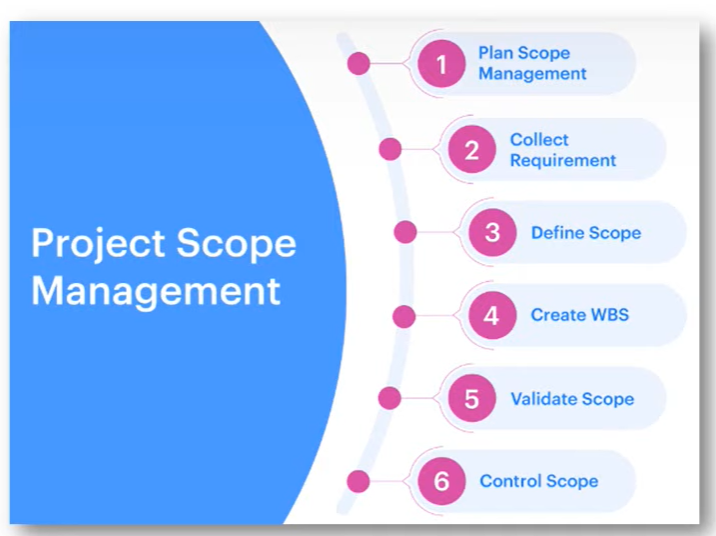 Project Scope
Management
1
Plan Scope
Management
2
Collect
Requirement
3
Define Scope
4
Create WBS
5
Validate Scope
6
Control Scope